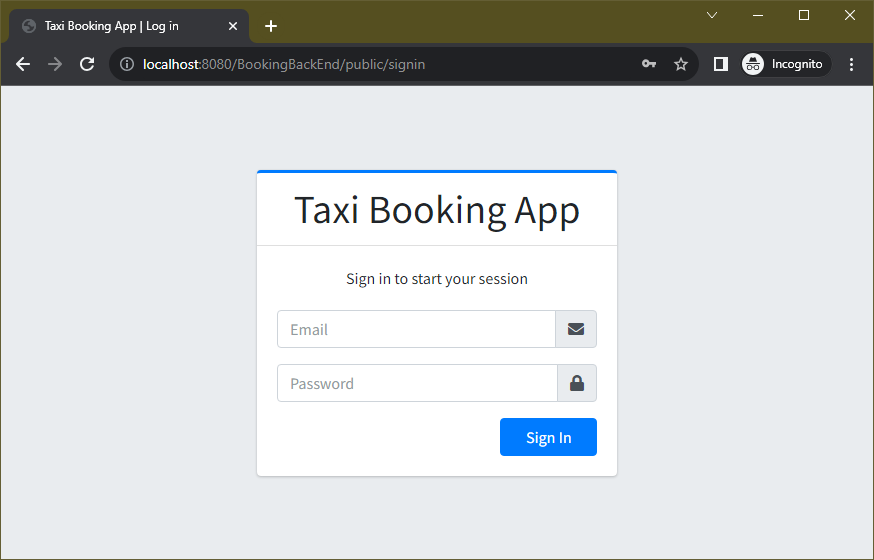 Taxi Booking App | Log in
localhost:8080/BookingBackEnd/public/signin
Incognito
Taxi Booking App
Sign in to start your session
Email
Password
Sign In